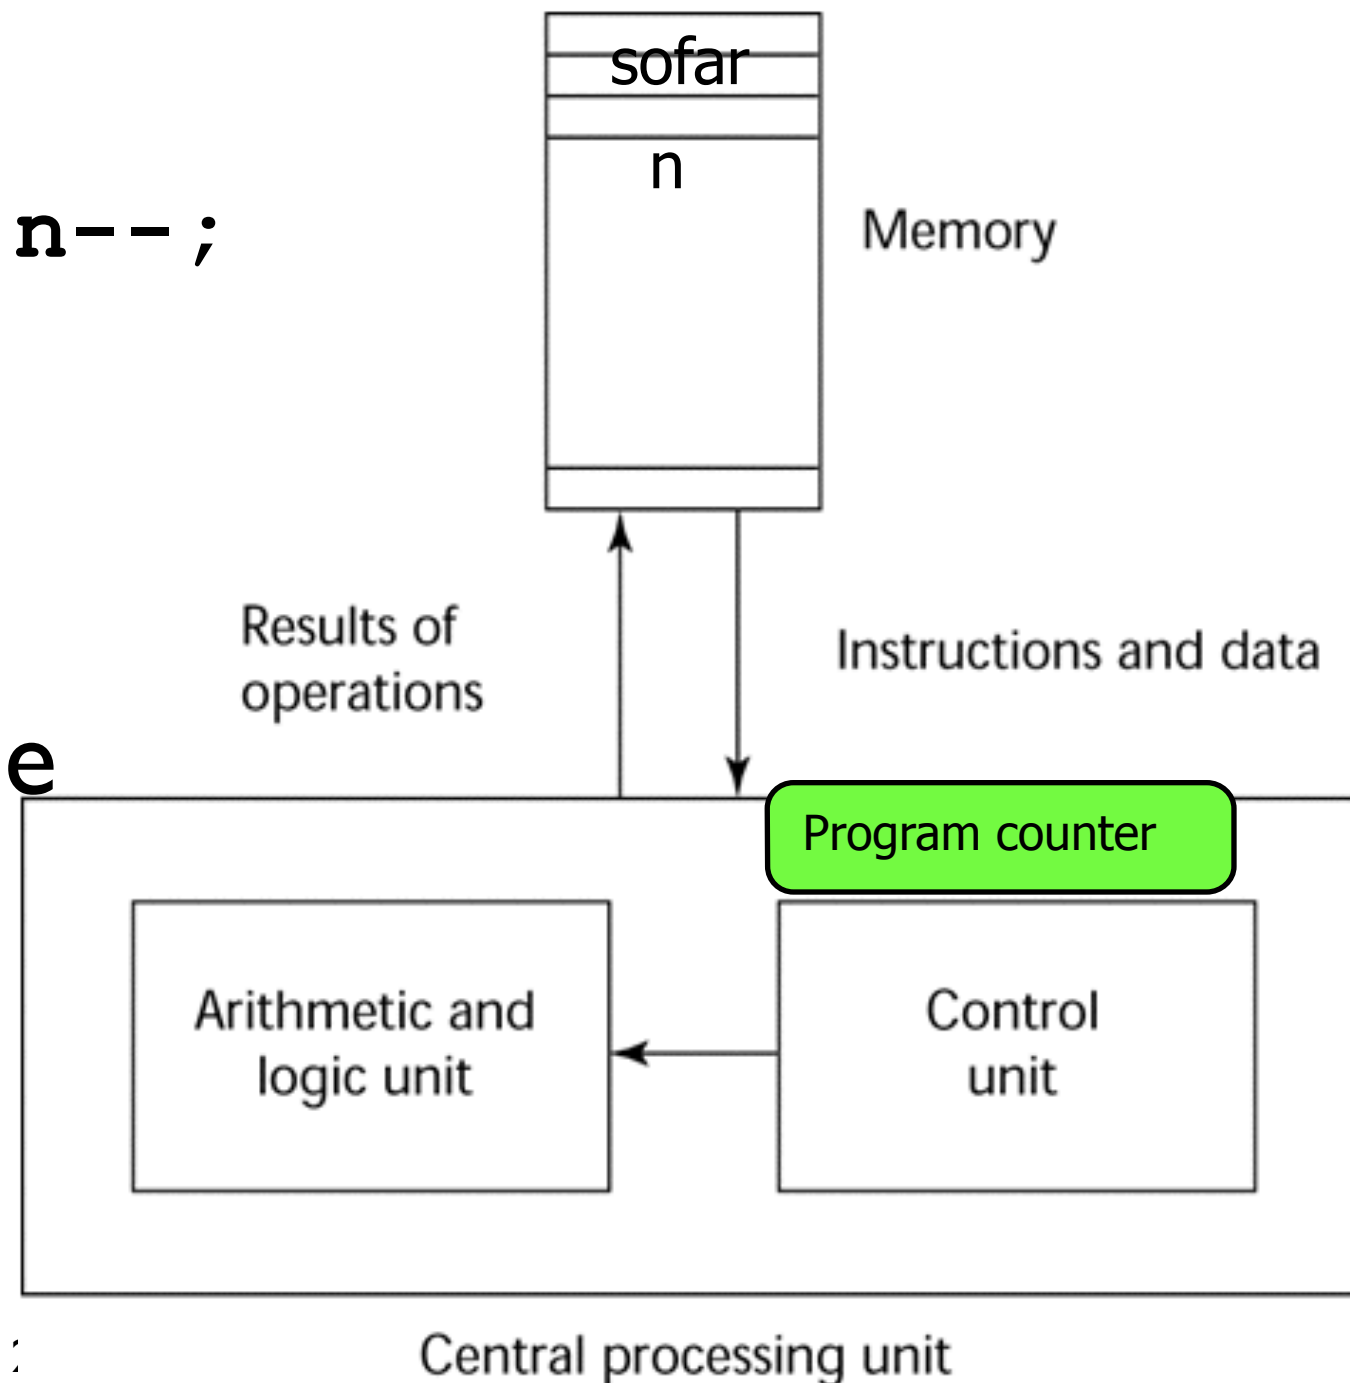 sofar
n
n--;
Memory
Results of
operations
Instructions and data
e
Program counter
Arithmetic and
logic unit
Control
unit
Central processing unit